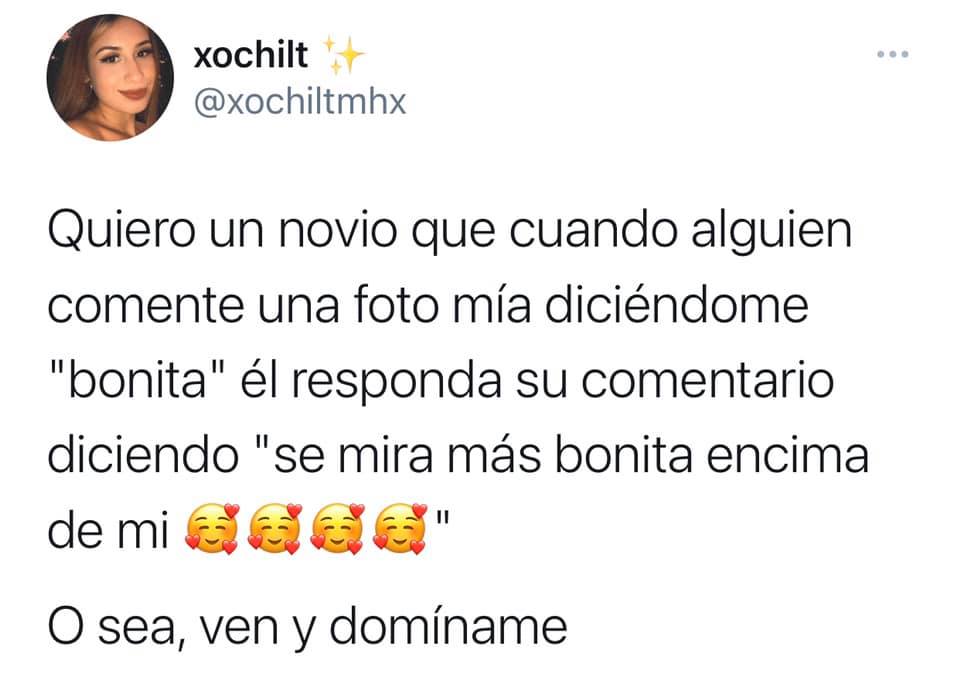 xochilt ✨
@xochiltmhx
Quiero un novio que cuando alguien
comente una foto mía diciéndome
"bonita" él responda su comentario
diciendo "se mira más bonita encima
de mi 🥰🥰🥰🥰"
O sea, ven y domíname